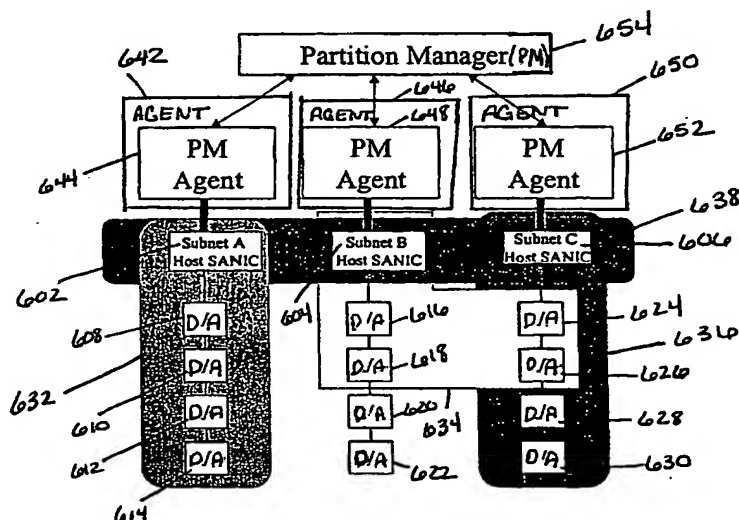 Partition Manager(PM)
654
642
646
650
AGENT
AGENT
AGENT
648
PM
Agent
PM
Agent
PM
Agent
652
644
638
Subnet A
Host SANIC
Subnet B
Host SANIC
Subnet C
Host SANIC
606
602
604
608
D/A
D/A
616
D/A
624
D/A
D/A
618
D/A
626
636
632
610
D/A
D/A
620
634
D/A
628
612
D/A
D/A
622
D/A
630
614